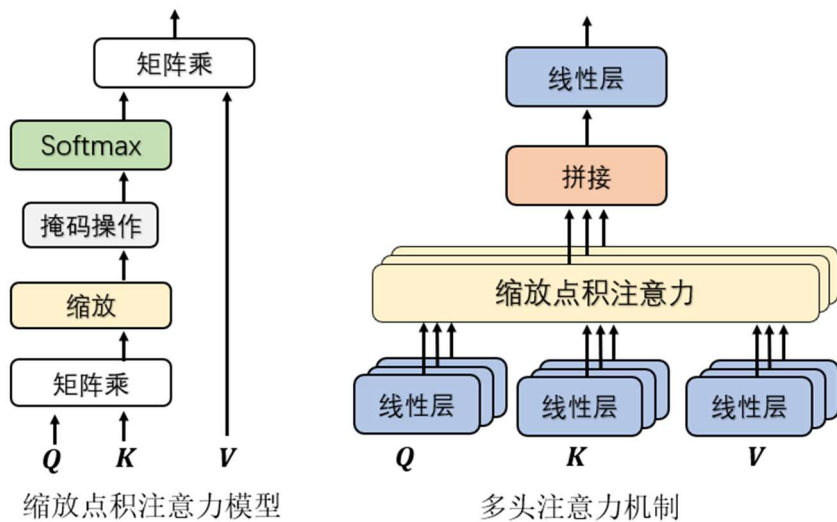 矩阵乘
Softmax
掩码操作
缩放
矩阵乘
Q K V
缩放点积注意力模型
线性层
拼接
缩放点积注意力
线性层 线性层 线性层
Q K V
多头注意力机制